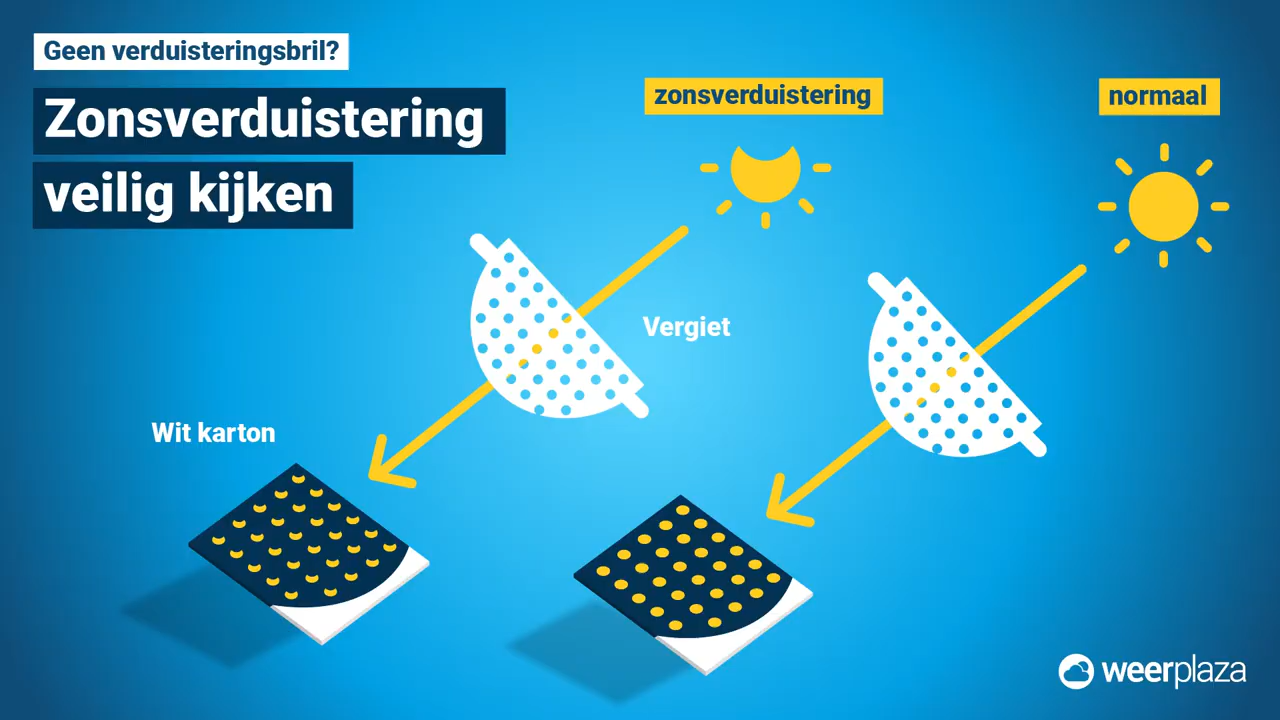 Geen verduisteringsbril?
Zonsverduistering
veilig kijken
zonsverduistering
normaal
Vergiet
Wit karton
weerplaza